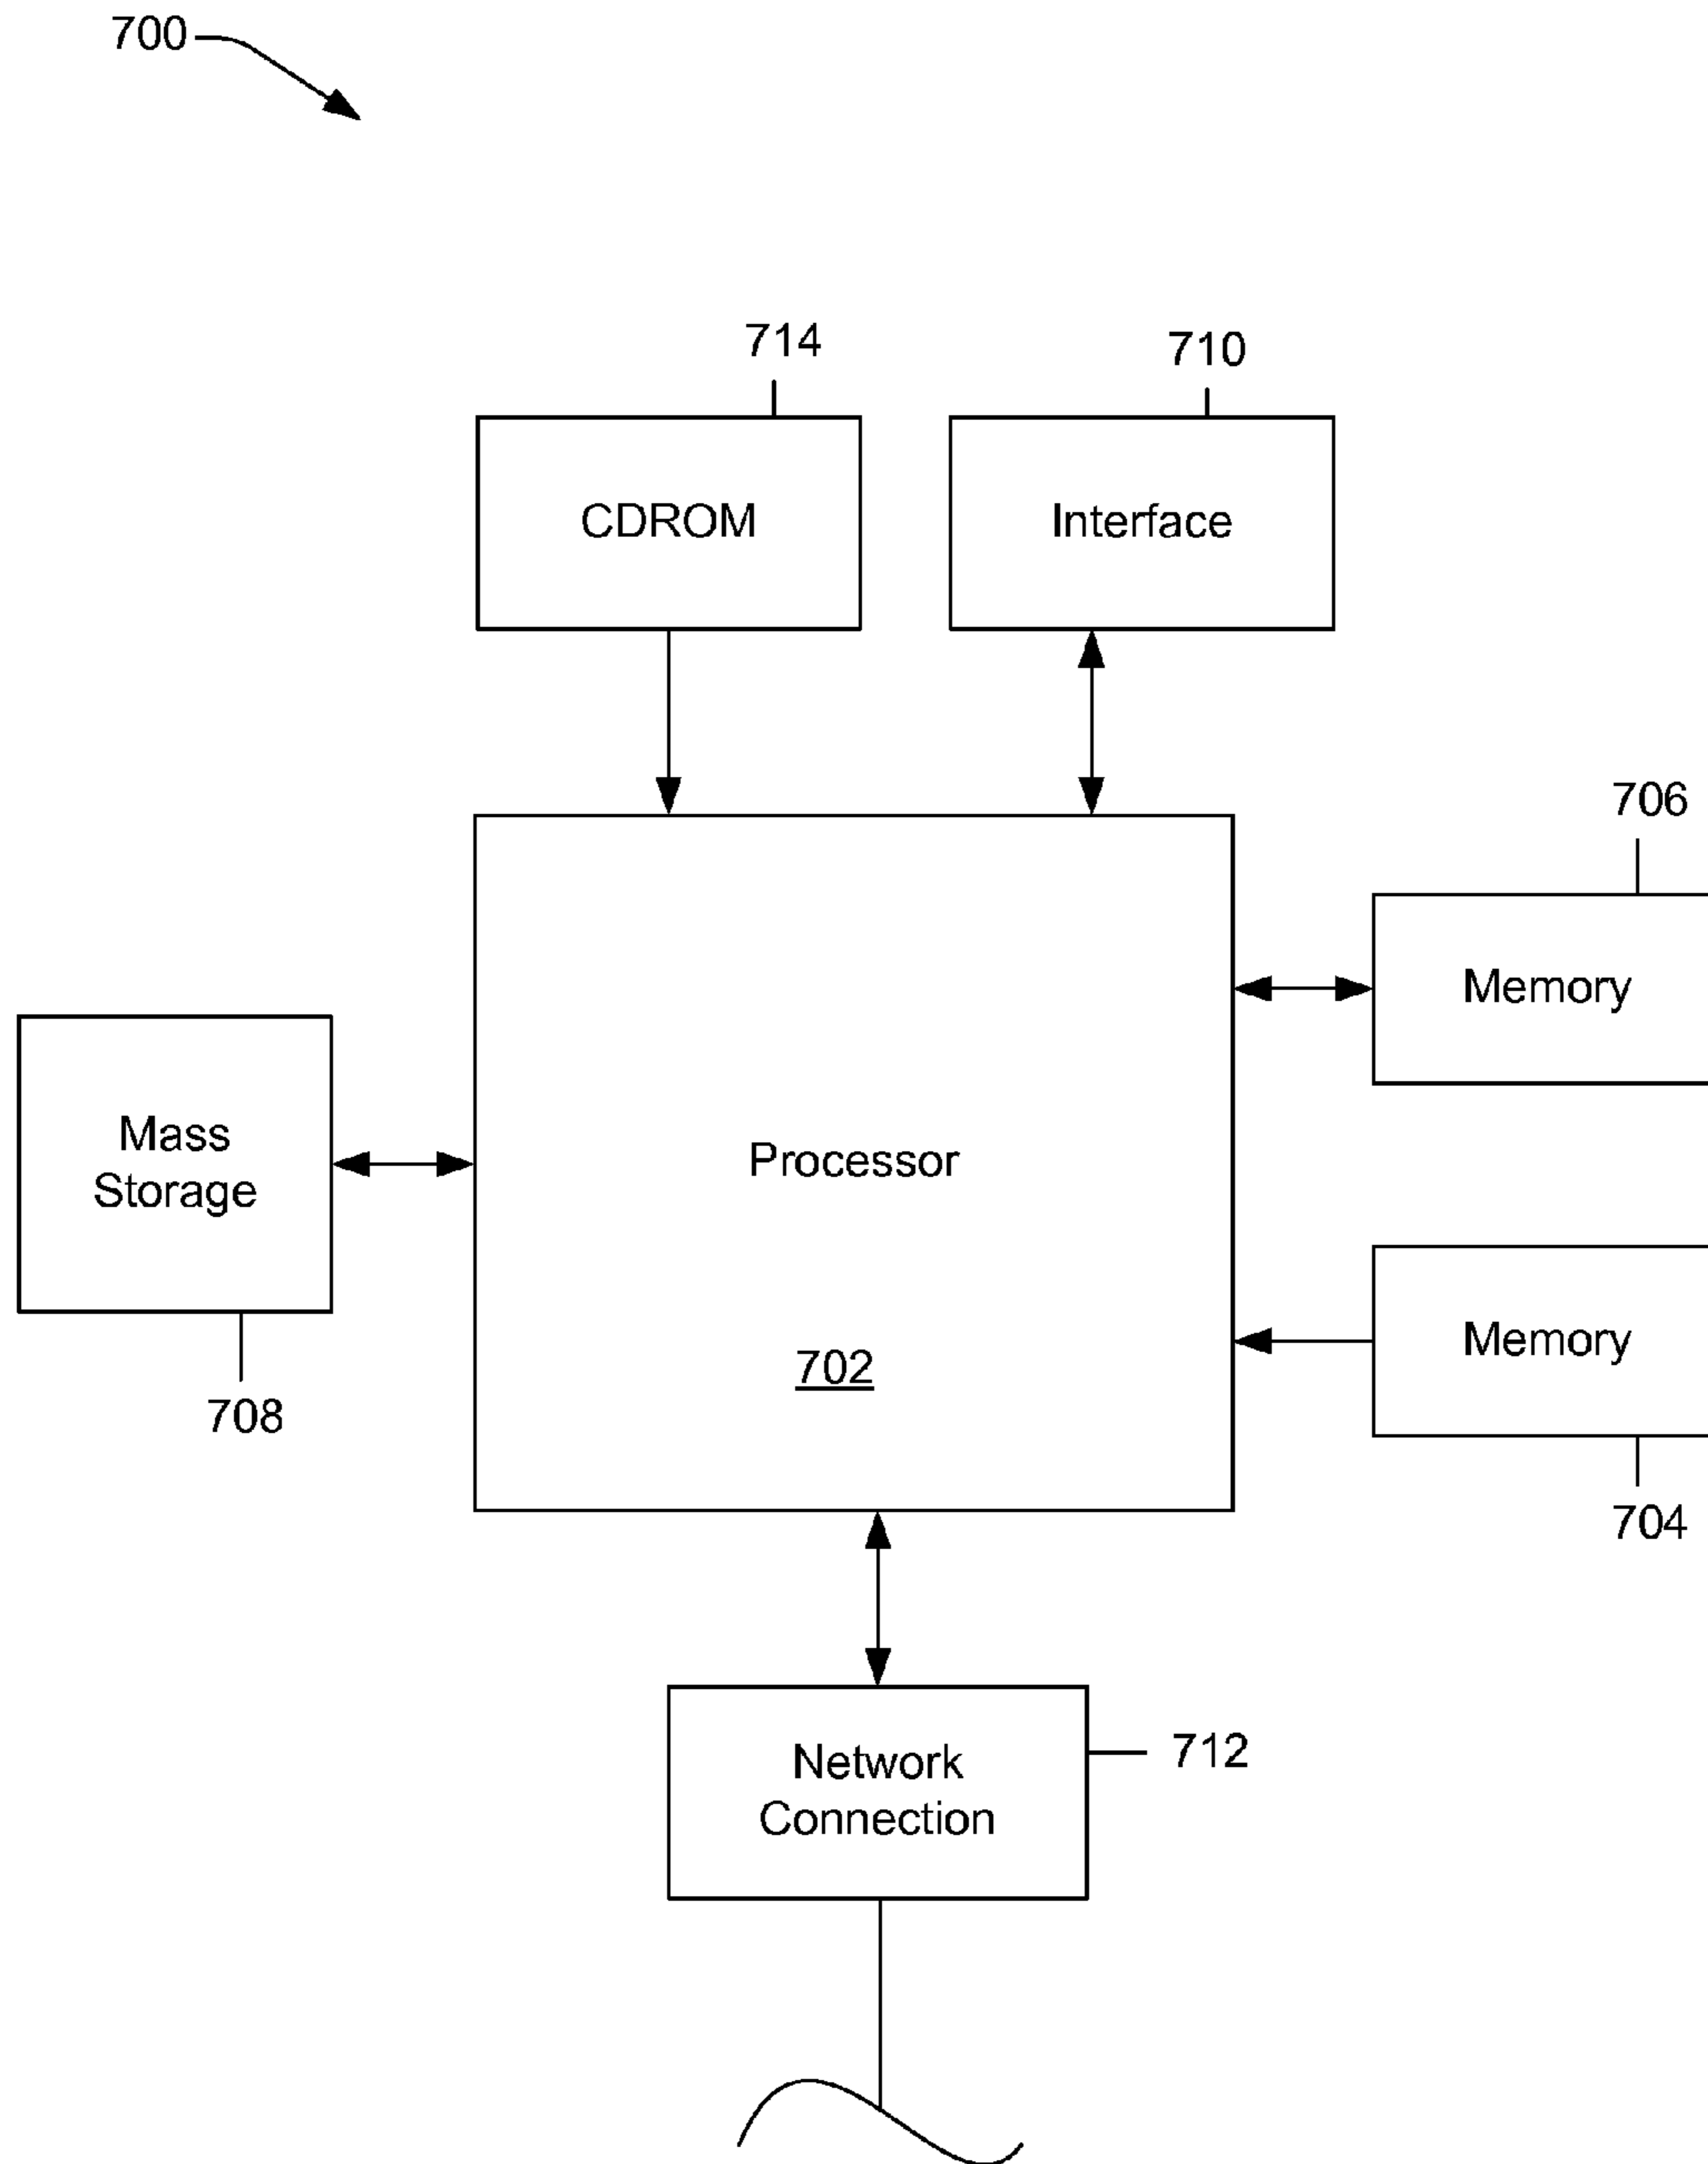 700
714
710
CDROM
Interface
706
Memory
Mass
Storage
Processor
702
Memory
708
704
Network
Connection
712